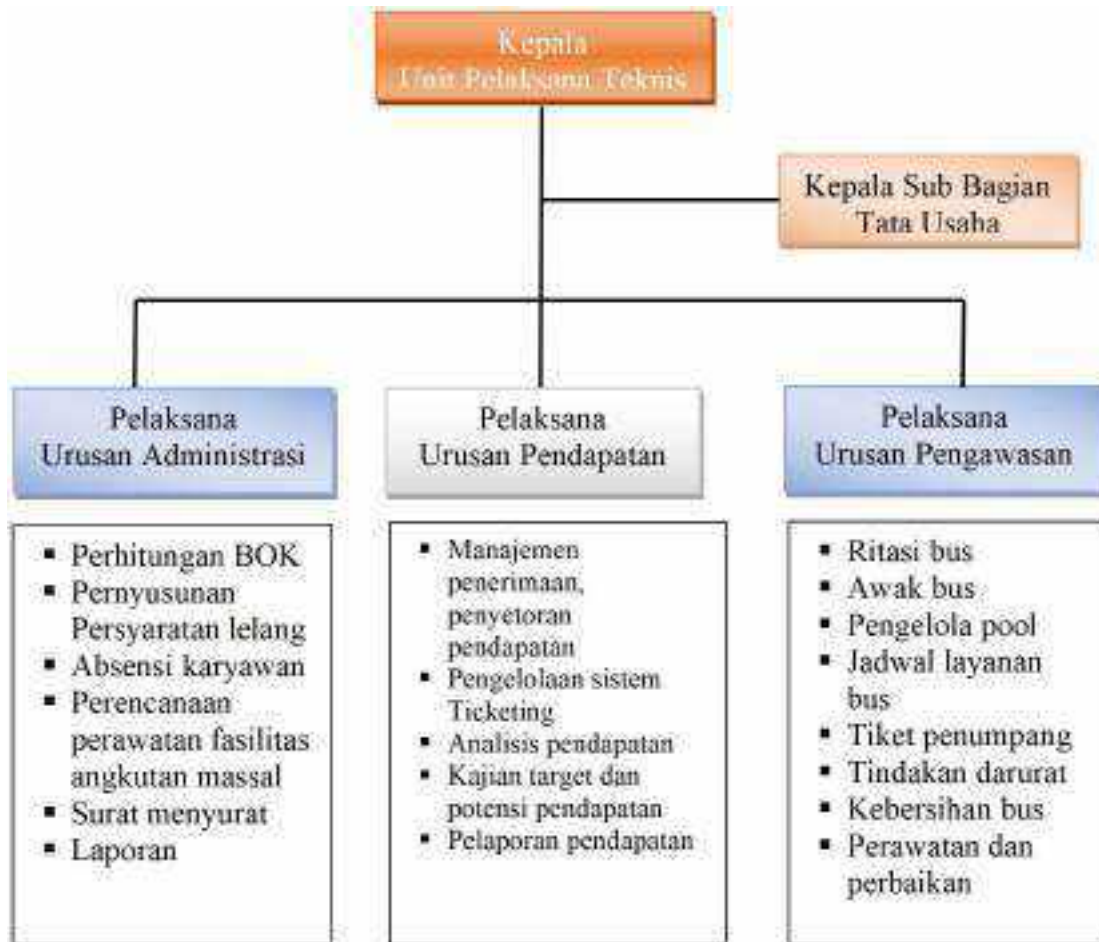 Kepala
Unit Pelaksana Teknis
Kepala Sub Bagian
Tata Usaha
Pelaksana
Urusan Administrasi
Pelaksana
Urusan Pendapatan
Pelaksana
Urusan Pengawasan
▪ Perhitungan BOK
▪ Pernyusunan
Persyaratan lelang
▪ Absensi karyawan
▪ Perencanaan
perawatan fasilitas
angkutan massal
▪ Surat menyurat
▪ Laporan
▪ Manajemen
penerimaan,
penyetoran
pendapatan
▪ Pengelolaan sistem
Ticketing
▪ Analisis pendapatan
▪ Kajian target dan
potensi pendapatan
▪ Pelaporan pendapatan
▪ Ritasi bus
▪ Awak bus
▪ Pengelola pool
▪ Jadwal layanan
bus
▪ Tiket penumpang
▪ Tindakan darurat
▪ Kebersihan bus
▪ Perawatan dan
perbaikan